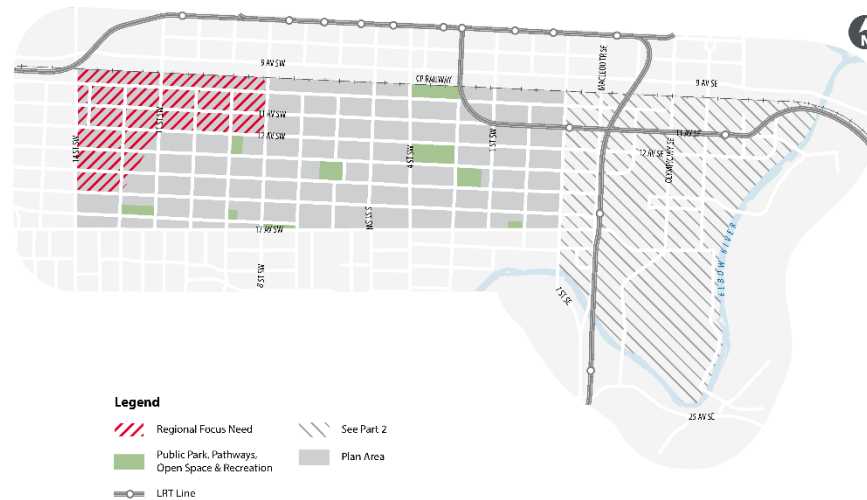 N
9 AV SW
CP RAILWAY
MACLEOD TR SE
9 AV SE
14 ST SW
11 ST SW
11 AV SW
12 AV SW
4 ST SW
1 ST SW
11 AV SE
12 AV SE
OLYMPIC WY SE
5 ST SW
17 AV SW
8 ST SW
ELBOW RIVER
25 AV SE
Legend
Regional Focus Need
See Part 2
Public Park, Pathways,
Open Space & Recreation
Plan Area
LRT Line